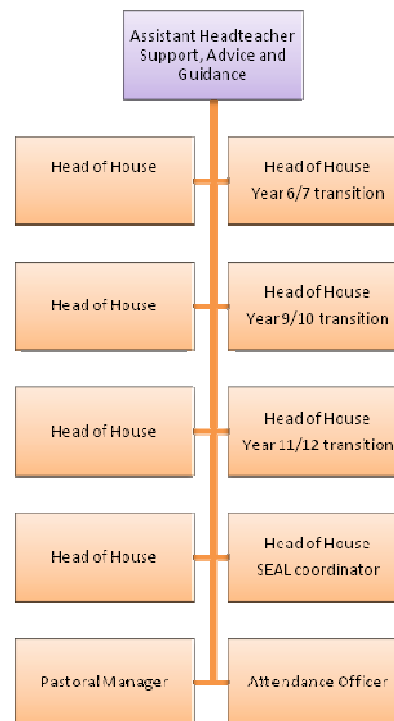 Assistant Headteacher
Support, Advice and
Guidance
Head of House
Head of House
Year 6/7 transition
Head of House
Head of House
Year 9/10 transition
Head of House
Head of House
Year 11/12 transition
Head of House
Head of House
SEAL coordinator
Pastoral Manager
Attendance Officer